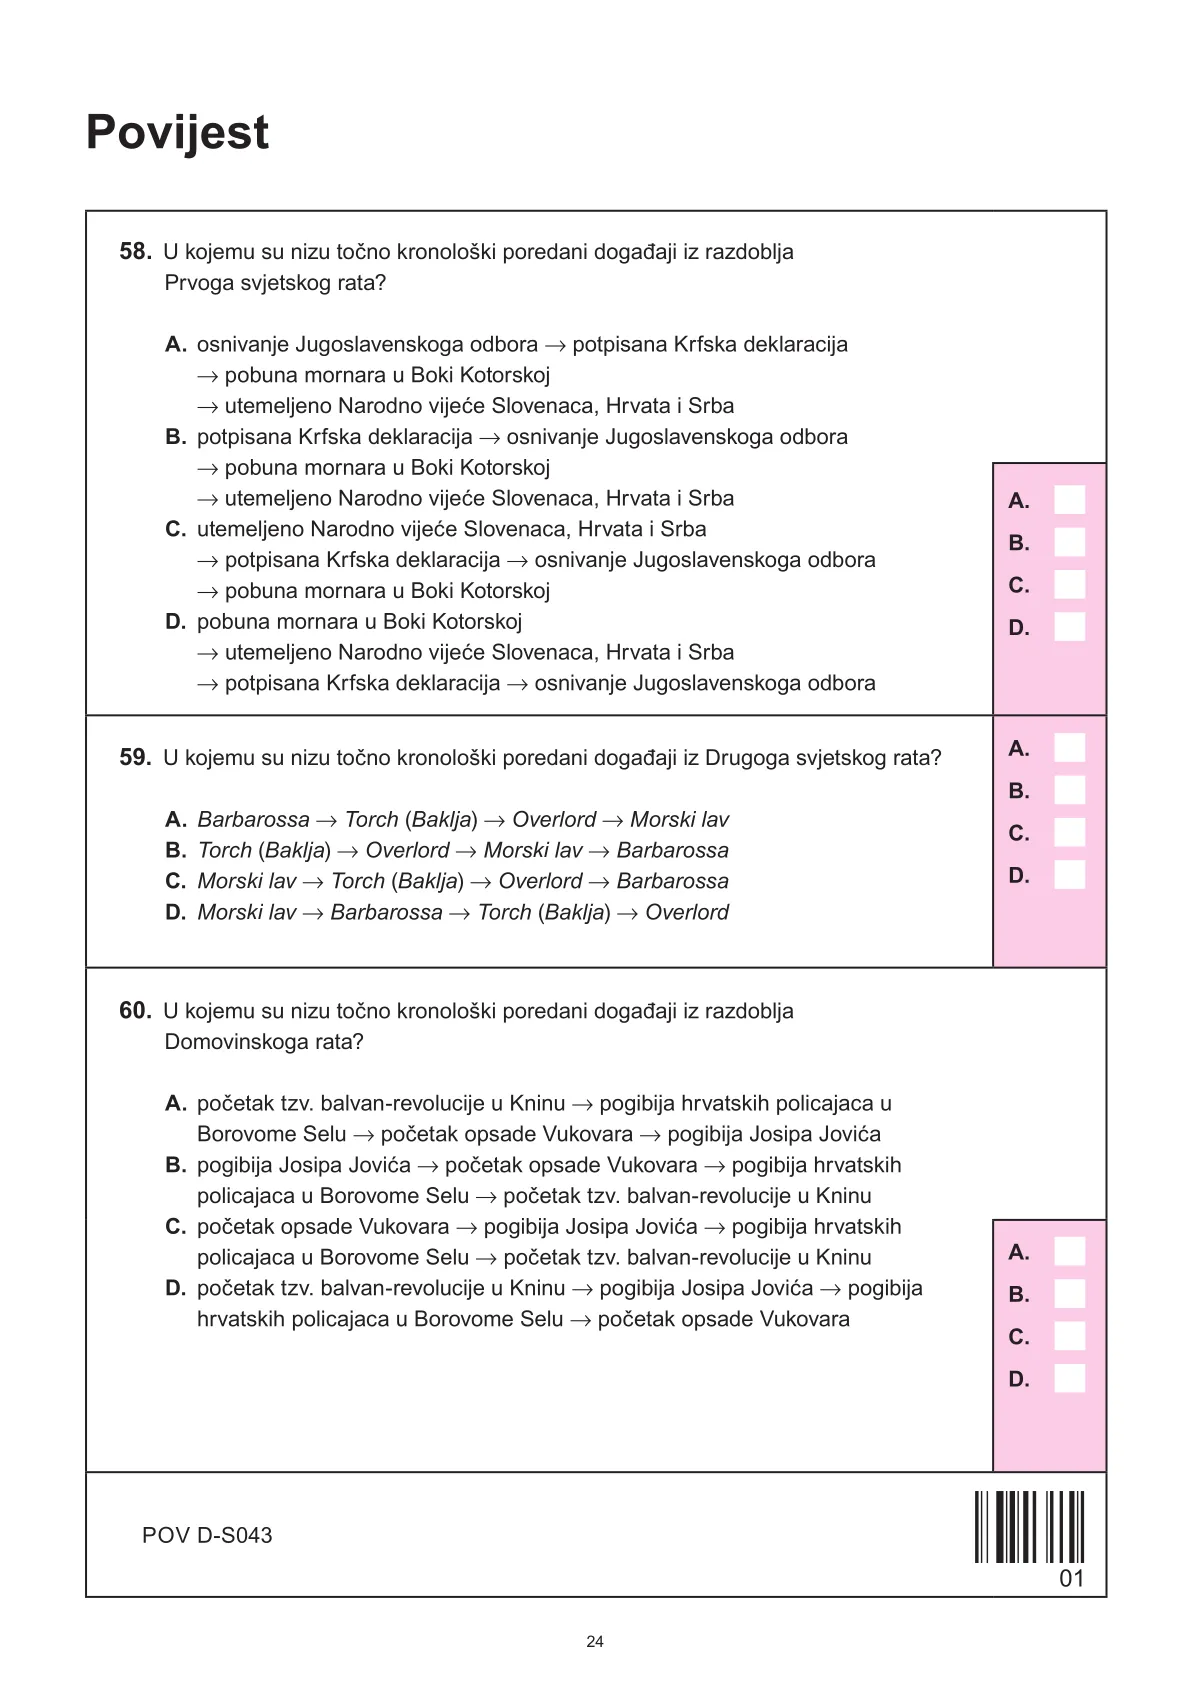 Povijest
58. U kojemu su nizu točno kronološki poredani događaji iz razdoblja
Prvoga svjetskog rata?
A. osnivanje Jugoslavenskoga odbora → potpisana Krfska deklaracija
→ pobuna mornara u Boki Kotorskoj
→ utemeljeno Narodno vijeće Slovenaca, Hrvata i Srba
B. potpisana Krfska deklaracija → osnivanje Jugoslavenskoga odbora
→ pobuna mornara u Boki Kotorskoj
→ utemeljeno Narodno vijeće Slovenaca, Hrvata i Srba
C. utemeljeno Narodno vijeće Slovenaca, Hrvata i Srba
→ potpisana Krfska deklaracija → osnivanje Jugoslavenskoga odbora
→ pobuna mornara u Boki Kotorskoj
D. pobuna mornara u Boki Kotorskoj
→ utemeljeno Narodno vijeće Slovenaca, Hrvata i Srba
→ potpisana Krfska deklaracija → osnivanje Jugoslavenskoga odbora
A.
B.
C.
D.
59. U kojemu su nizu točno kronološki poredani događaji iz Drugoga svjetskog rata?
A. Barbarossa → Torch (Baklja) → Overlord → Morski lav
B. Torch (Baklja) → Overlord → Morski lav → Barbarossa
C. Morski lav → Torch (Baklja) → Overlord → Barbarossa
D. Morski lav → Barbarossa → Torch (Baklja) → Overlord
A.
B.
C.
D.
60. U kojemu su nizu točno kronološki poredani događaji iz razdoblja
Domovinskoga rata?
A. početak tzv. balvan-revolucije u Kninu → pogibija hrvatskih policajaca u
Borovome Selu → početak opsade Vukovara → pogibija Josipa Jovića
B. pogibija Josipa Jovića → početak opsade Vukovara → pogibija hrvatskih
policajaca u Borovome Selu → početak tzv. balvan-revolucije u Kninu
C. početak opsade Vukovara → pogibija Josipa Jovića → pogibija hrvatskih
policajaca u Borovome Selu → početak tzv. balvan-revolucije u Kninu
D. početak tzv. balvan-revolucije u Kninu → pogibija Josipa Jovića → pogibija
hrvatskih policajaca u Borovome Selu → početak opsade Vukovara
A.
B.
C.
D.
POV D-S043
01
24